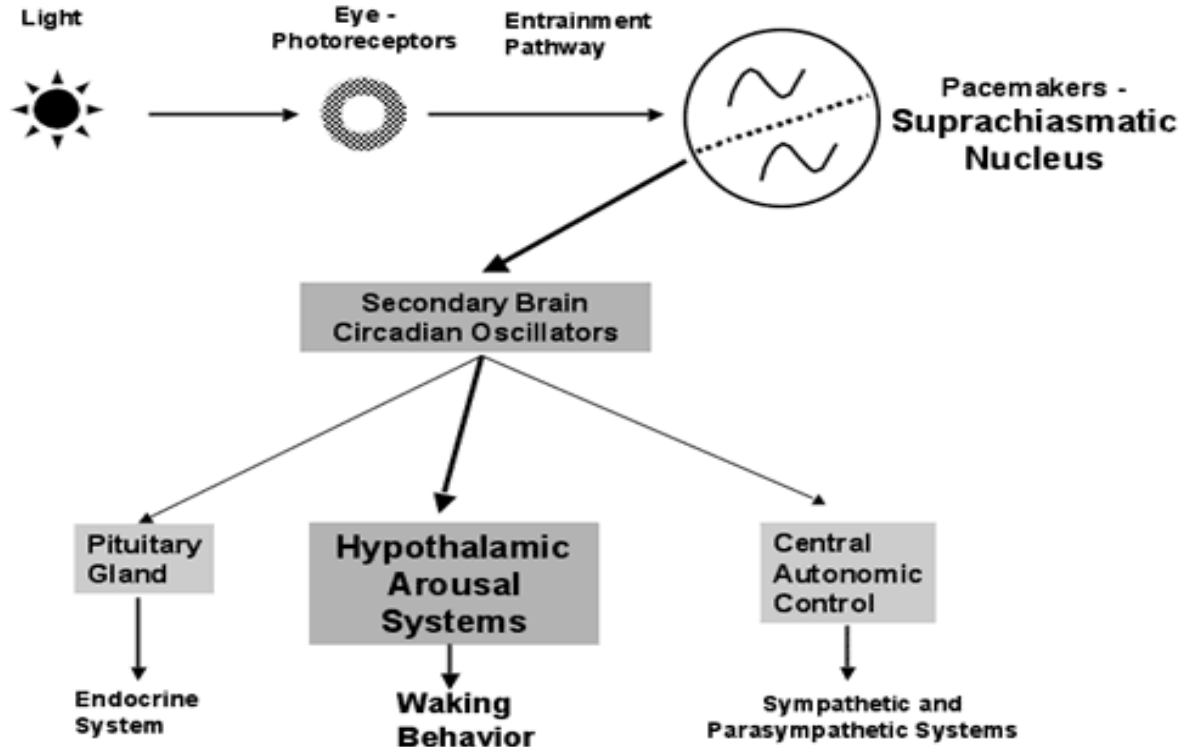 Light
Eye -
Photoreceptors
Entrainment
Pathway
Pacemakers -
Suprachiasmatic
Nucleus
Secondary Brain
Circadian Oscillators
Pituitary
Gland
Hypothalamic
Arousal
Systems
Central
Autonomic
Control
Endocrine
System
Waking
Behavior
Sympathetic and
Parasympathetic Systems